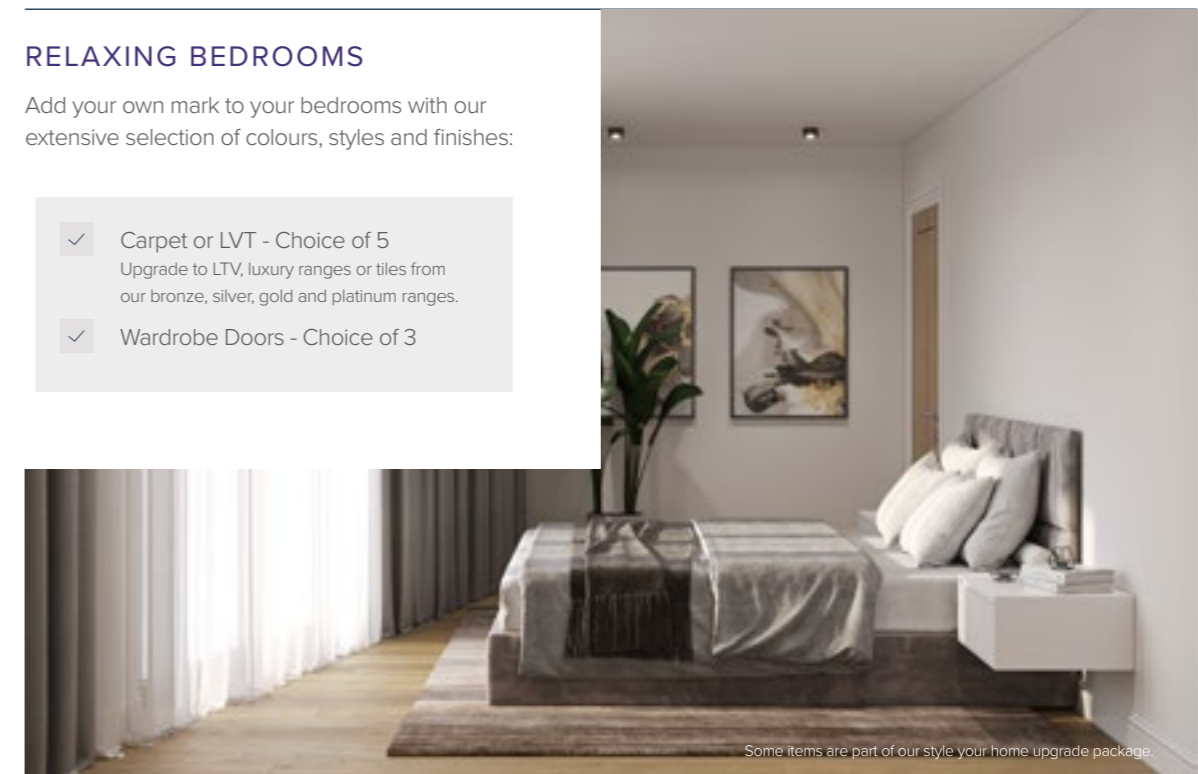 RELAXING BEDROOMS
Add your own mark to your bedrooms with our
extensive selection of colours, styles and finishes:
Carpet or LVT - Choice of 5
Upgrade to LTV, luxury ranges or tiles from
our bronze, silver, gold and platinum ranges.
Wardrobe Doors - Choice of 3
Some items are part of our style your home upgrade package.